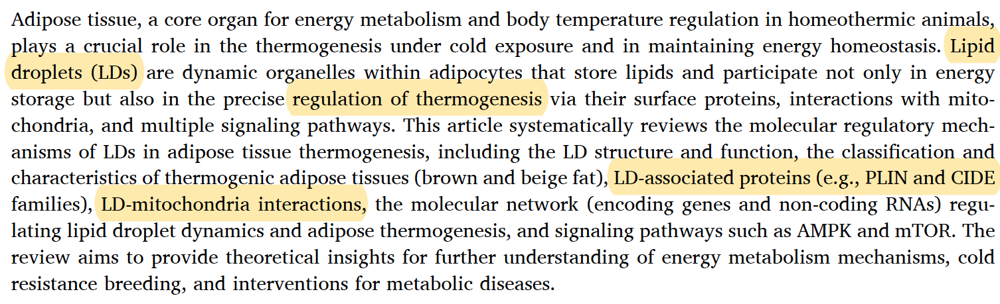 Adipose tissue, a core organ for energy metabolism and body temperature regulation in homeothermic animals,
plays a crucial role in the thermogenesis under cold exposure and in maintaining energy homeostasis. Lipid
droplets (LDs) are dynamic organelles within adipocytes that store lipids and participate not only in energy
storage but also in the precise regulation of thermogenesis via their surface proteins, interactions with mito-
chondria, and multiple signaling pathways. This article systematically reviews the molecular regulatory mech-
anisms of LDs in adipose tissue thermogenesis, including the LD structure and function, the classification and
characteristics of thermogenic adipose tissues (brown and beige fat), LD-associated proteins (e.g., PLIN and CIDE
families), LD-mitochondria interactions, the molecular network (encoding genes and non-coding RNAs) regu-
lating lipid droplet dynamics and adipose thermogenesis, and signaling pathways such as AMPK and mTOR. The
review aims to provide theoretical insights for further understanding of energy metabolism mechanisms, cold
resistance breeding, and interventions for metabolic diseases.